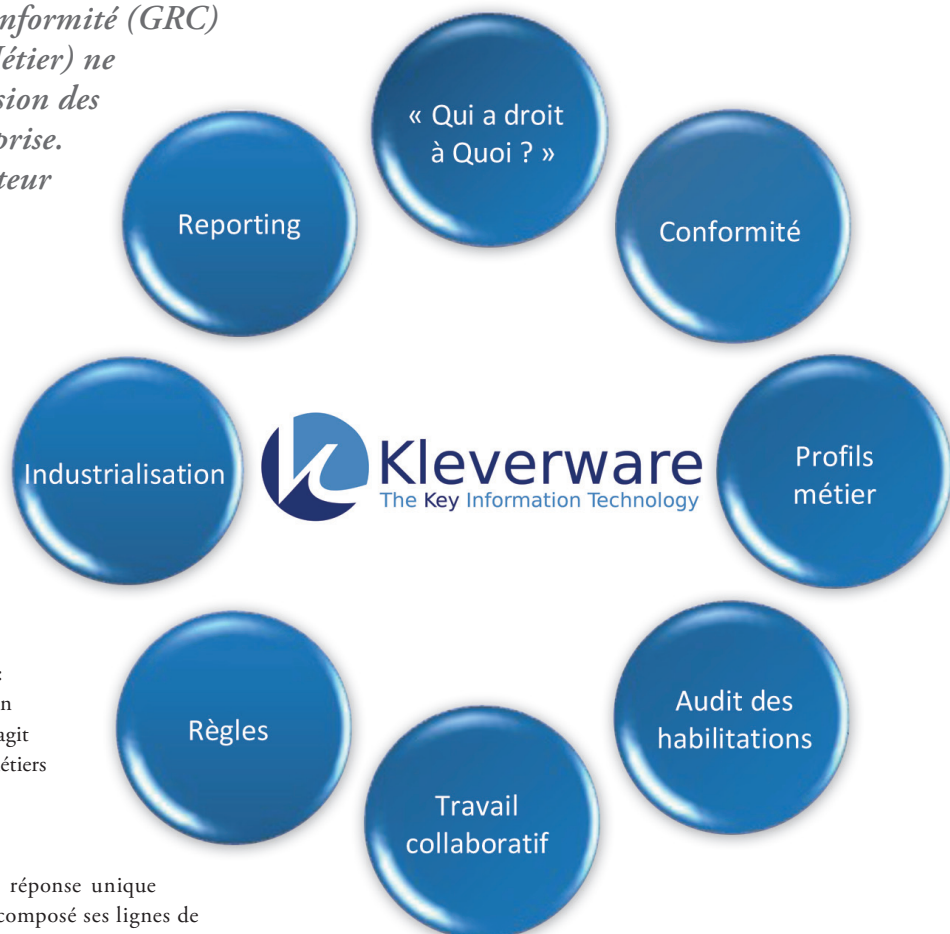 nformité (GRC)
étier) ne
sion des
prise.
teur
« Qui a droit
à Quoi ? »
Reporting
Conformité
Industrialisation
Kleverware
The Key Information Technology
Profils
métier
Règles
Audit des
habilitations
Travail
collaboratif
:
n
agit
étiers
réponse unique
composé ses lignes de